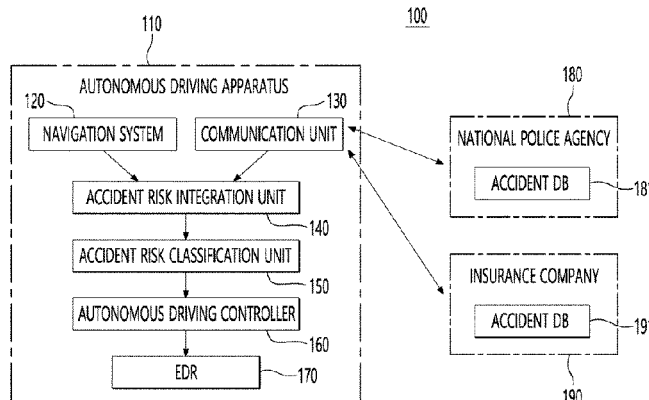 100
110
AUTONOMOUS DRIVING APPARATUS
120
130
NAVIGATION SYSTEM
COMMUNICATION UNIT
ACCIDENT RISK INTEGRATION UNIT
140
ACCIDENT RISK CLASSIFICATION UNIT
150
AUTONOMOUS DRIVING CONTROLLER
160
EDR
170
180
NATIONAL POLICE AGENCY
ACCIDENT DB
INSURANCE COMPANY
ACCIDENT DB
190